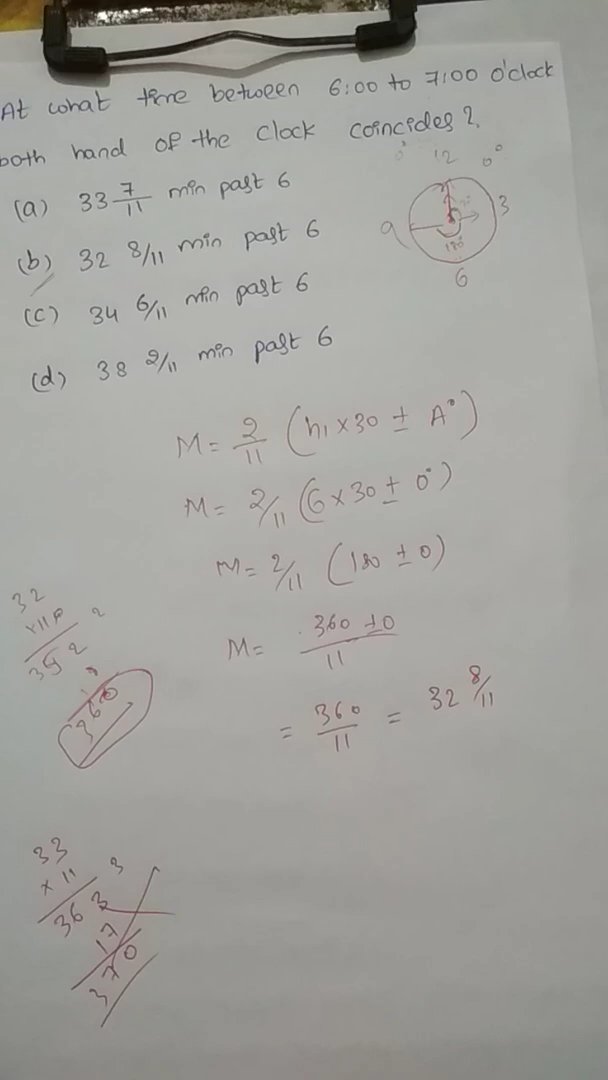 At what time between 6:00 to 7:00 o'clock
both hand of the clock coincides?
(a) 33 7/11 min past 6
(b) 32 8/11 min past 6
(c) 34 6/11 min past 6
(d) 38 2/11 min past 6
0° 12 0°
9 3
180°
6
M = 2/11 (h1 × 30 ± A°)
M = 2/11 (6 × 30 ± 0°)
M = 2/11 (180 ± 0)
M = 360 ± 0 / 11
= 360/11 = 32 8/11
32
× 11
352
360
33
× 11
363
17
370